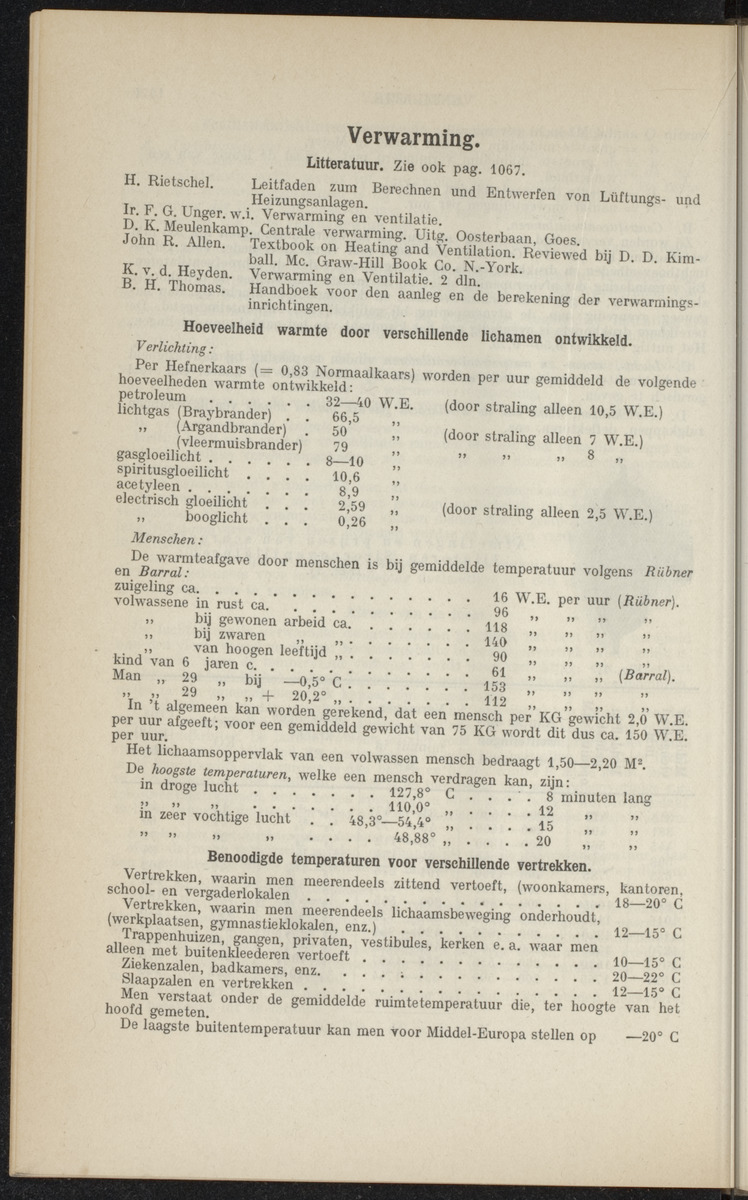 Verwarming.
Litteratuur. Zie ook pag. 1067.
H. Rietschel. Leitfaden zum Berechnen und Entwerfen von Lüftungs- und
Heizungsanlagen.
Ir. F. G. Unger. w.i. Verwarming en ventilatie.
D. K. Meulenkamp. Centrale verwarming. Uitg. Oosterbaan, Goes.
John R. Allen. Textbook on Heating and Ventilation. Reviewed bij D. D. Kim-
ball. Mc. Graw-Hill Book Co. N.-York.
K. v. d. Heyden. Verwarming en Ventilatie. 2 dln.
B. H. Thomas. Handboek voor den aanleg en de berekening der verwarmings-
inrichtingen.
Hoeveelheid warmte door verschillende lichamen ontwikkeld.
Verlichting:
Per Hefnerkaars (= 0,83 Normaalkaars) worden per uur gemiddeld de volgende
hoeveelheden warmte ontwikkeld:
petroleum . . . . . . 32—40 W.E. (door straling alleen 10,5 W.E.)
lichtgas (Braybrander) . . 66,5 „
„ (Argandbrander) . 50 „ (door straling alleen 7 W.E.)
(vleermuisbrander) 79 „ „ „ „ 8 „
gasgloeilicht . . . . . . 8—10 „
spiritusgloeilicht . . . . 10,6 „
acetyleen . . . . . . . 8,9 „
electrisch gloeilicht . . . 2,59 „ (door straling alleen 2,5 W.E.)
„ booglicht . . . 0,26 „
Menschen:
De warmteafgave door menschen is bij gemiddelde temperatuur volgens Rübner
en Barral:
zuigeling ca. . . . . . . . . . . . . . 16 W.E. per uur (Rübner).
volwassene in rust ca. . . . . . . . . . . 96 „ „ „ „
„ bij gewonen arbeid ca. . . . . . . 118 „ „ „ „
„ bij zwaren „ „ . . . . . . . 140 „ „ „ „
„ van hoogen leeftijd „ . . . . . . 90 „ „ „ „
kind van 6 jaren c. . . . . . . . . . . 61 „ „ „ (Barral).
Man „ 29 „ bij —0,5° C . . . . . . . 153 „ „ „ „
„ „ 29 „ „ + 20,2° „ . . . . . . . 112 „ „ „ „
In 't algemeen kan worden gerekend, dat een mensch per KG gewicht 2,0 W.E.
per uur afgeeft; voor een gemiddeld gewicht van 75 KG wordt dit dus ca. 150 W.E.
per uur.
Het lichaamsoppervlak van een volwassen mensch bedraagt 1,50—2,20 M².
De hoogste temperaturen, welke een mensch verdragen kan, zijn:
in droge lucht . . . . . . . 127,8° C . . . . 8 minuten lang
„ „ „ . . . . . . . 110,0° „ . . . . 12 „ „
in zeer vochtige lucht . . 48,3°—54,4° „ . . . . 15 „ „
„ „ „ „ . . . . 48,88° „ . . . . 20 „ „
Benoodigde temperaturen voor verschillende vertrekken.
Vertrekken, waarin men meerendeels zittend vertoeft, (woonkamers, kantoren,
school- en vergaderlokalen . . . . . . . . . . . . . . . 18—20° C
Vertrekken, waarin men meerendeels lichaamsbeweging onderhoudt,
(werkplaatsen, gymnastieklokalen, enz.) . . . . . . . . . . 12—15° C
Trappenhuizen, gangen, privaten, vestibules, kerken e. a. waar men
alleen met buitenkleederen vertoeft . . . . . . . . . . . . 10—15° C
Ziekenzalen, badkamers, enz. . . . . . . . . . . . . . . 20—22° C
Slaapzalen en vertrekken . . . . . . . . . . . . . . . . 12—15° C
Men verstaat onder de gemiddelde ruimtetemperatuur die, ter hoogte van het
hoofd gemeten.
De laagste buitentemperatuur kan men voor Middel-Europa stellen op —20° C